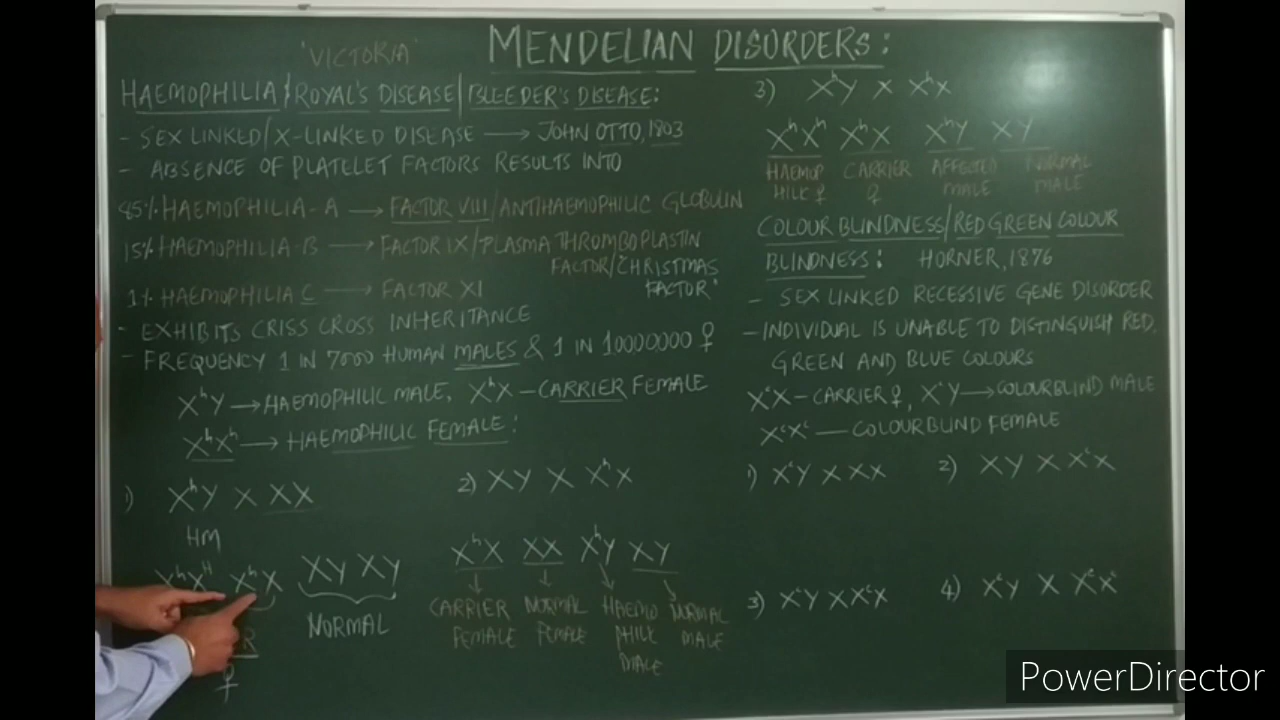 'VICTORIA'
MENDELIAN DISORDERS:
HAEMOPHILIA/ROYAL'S DISEASE/BLEEDER'S DISEASE:
- SEX LINKED/X-LINKED DISEASE → JOHN OTTO, 1803
- ABSENCE OF PLATELET FACTORS RESULTS INTO
85% HAEMOPHILIA-A → FACTOR VIII/ANTIHAEMOPHILIC GLOBULIN
15% HAEMOPHILIA-B → FACTOR IX/PLASMA THROMBOPLASTIN
FACTOR/CHRISTMAS
FACTOR"
1% HAEMOPHILIA C → FACTOR XI
- EXHIBITS CRISS CROSS INHERITANCE
- FREQUENCY 1 IN 7000 HUMAN MALES & 1 IN 10000000 ♀
XʰY → HAEMOPHILIC MALE, XʰX – CARRIER FEMALE
XʰXʰ → HAEMOPHILIC FEMALE:
1) XʰY X XX
HM
XʰXᴴ XʰX XY XY
R
NORMAL
♀
2) XY X XʰX
XʰX XX XʰY XY
CARRIER NORMAL HAEMO NORMAL
FEMALE FEMALE PHILIC MALE
MALE
3) XʰY X XʰX
XʰXʰ XʰX XʰY XY
HAEMOP CARRIER AFFECTED NORMAL
HILIC ♀ ♀ MALE MALE
COLOUR BLINDNESS/RED GREEN COLOUR
BLINDNESS: HORNER, 1876
- SEX LINKED RECESSIVE GENE DISORDER
- INDIVIDUAL IS UNABLE TO DISTINGUISH RED,
GREEN AND BLUE COLOURS
XᶜX – CARRIER ♀, XᶜY → COLOURBLIND MALE
XᶜXᶜ — COLOURBLIND FEMALE
1) XᶜY X XX 2) XY X XᶜX
3) XᶜY X XᶜX 4) XᶜY X XᶜXᶜ
PowerDirector